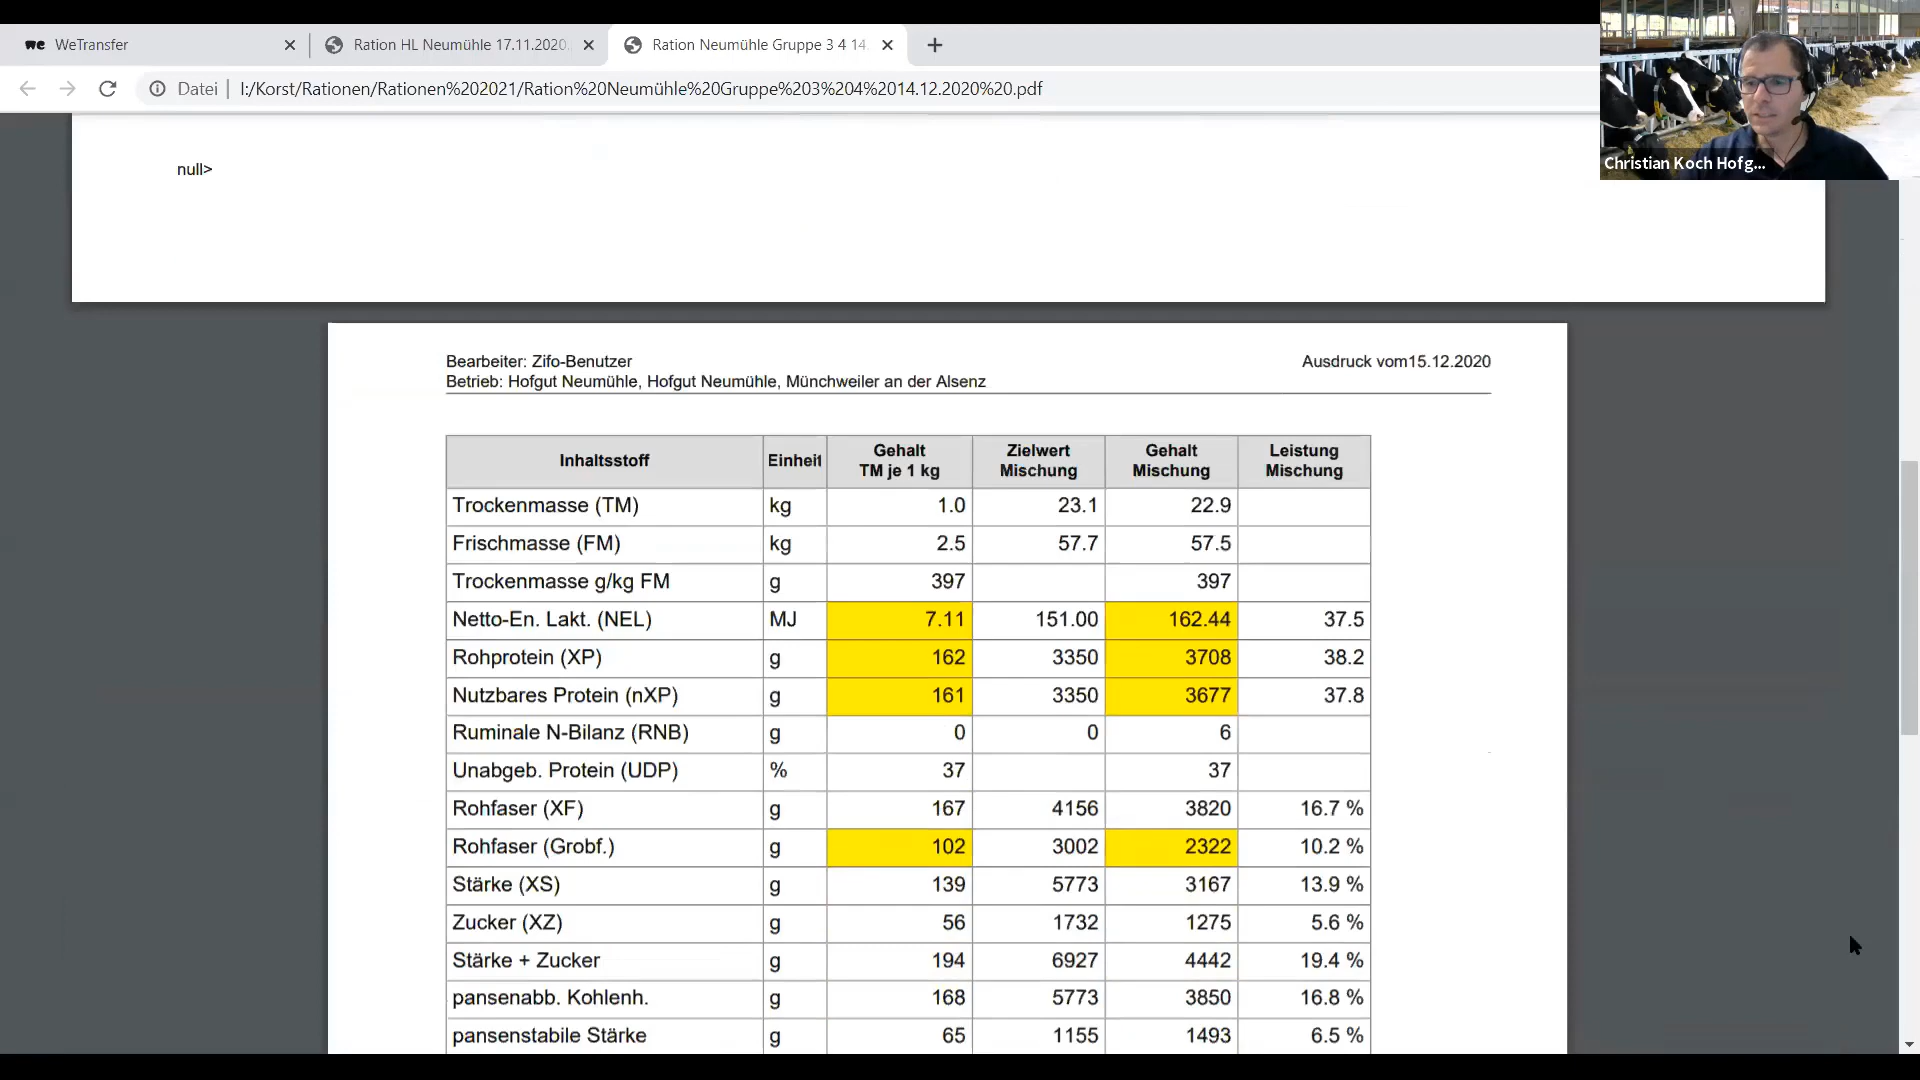 WeTransfer
Ration HL Neumühle 17.11.2020
Ration Neumühle Gruppe 3 4 14.
Datei
I:/Korst/Rationen/Rationen%202021/Ration%20Neumühle%20Gruppe%203%204%2014.12.2020%20.pdf
Christian Koch Hofg...
null>
Bearbeiter: Zifo-Benutzer Ausdruck vom15.12.2020
Betrieb: Hofgut Neumühle, Hofgut Neumühle, Münchweiler an der Alsenz
Inhaltsstoff Einheit Gehalt TM je 1 kg Zielwert Mischung Gehalt Mischung Leistung Mischung
Trockenmasse (TM) kg 1.0 23.1 22.9
Frischmasse (FM) kg 2.5 57.7 57.5
Trockenmasse g/kg FM g 397 397
Netto-En. Lakt. (NEL) MJ 7.11 151.00 162.44 37.5
Rohprotein (XP) g 162 3350 3708 38.2
Nutzbares Protein (nXP) g 161 3350 3677 37.8
Ruminale N-Bilanz (RNB) g 0 0 6
Unabgeb. Protein (UDP) % 37 37
Rohfaser (XF) g 167 4156 3820 16.7 %
Rohfaser (Grobf.) g 102 3002 2322 10.2 %
Stärke (XS) g 139 5773 3167 13.9 %
Zucker (XZ) g 56 1732 1275 5.6 %
Stärke + Zucker g 194 6927 4442 19.4 %
pansenabb. Kohlenh. g 168 5773 3850 16.8 %
pansenstabile Stärke g 65 1155 1493 6.5 %